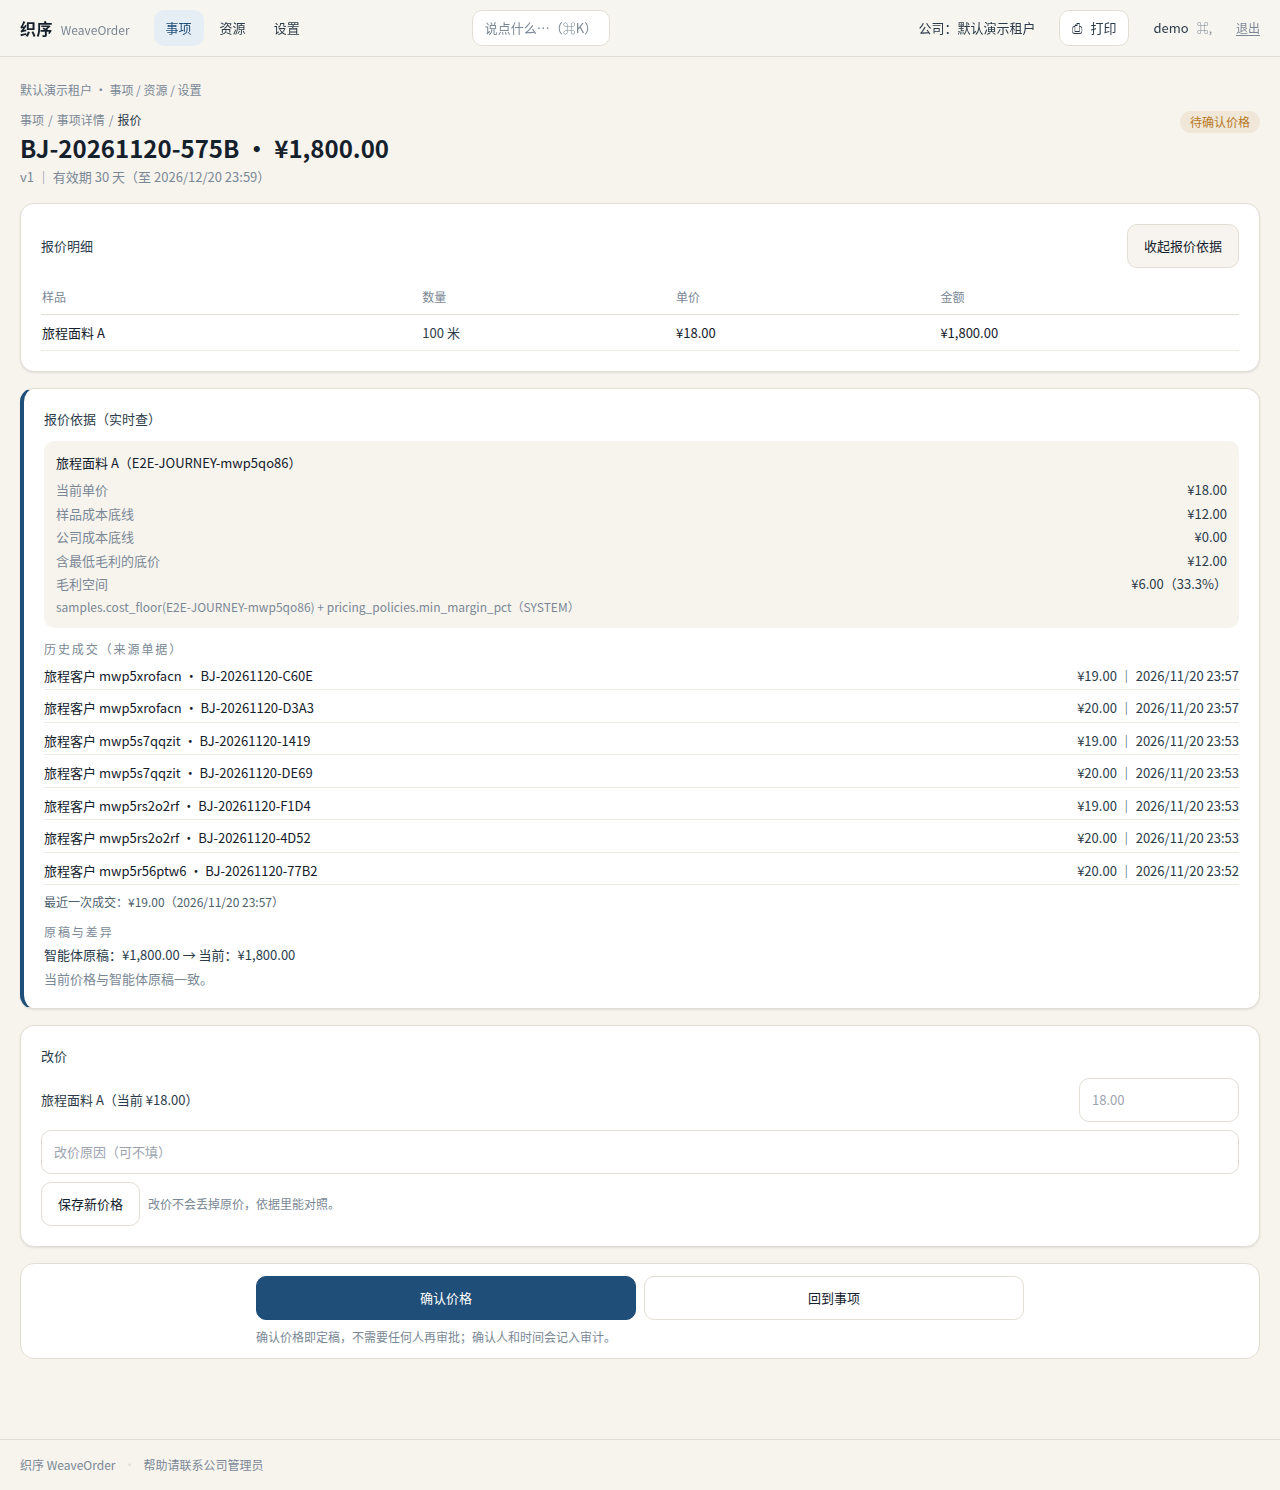 织序 WeaveOrder 事项 资源 设置 说点什么…（⌘K） 公司：默认演示租户 ⎙ 打印 demo ⌘, 退出
默认演示租户 · 事项 / 资源 / 设置
事项 / 事项详情 / 报价 待确认价格
BJ-20261120-575B · ¥1,800.00
v1 ｜ 有效期 30 天（至 2026/12/20 23:59）
报价明细 收起报价依据
样品 数量 单价 金额
旅程面料 A 100 米 ¥18.00 ¥1,800.00
报价依据（实时查）
旅程面料 A（E2E-JOURNEY-mwp5qo86）
当前单价 ¥18.00
样品成本底线 ¥12.00
公司成本底线 ¥0.00
含最低毛利的底价 ¥12.00
毛利空间 ¥6.00（33.3%）
samples.cost_floor(E2E-JOURNEY-mwp5qo86) + pricing_policies.min_margin_pct（SYSTEM）
历史成交（来源单据）
旅程客户 mwp5xrofacn · BJ-20261120-C60E ¥19.00 ｜ 2026/11/20 23:57
旅程客户 mwp5xrofacn · BJ-20261120-D3A3 ¥20.00 ｜ 2026/11/20 23:57
旅程客户 mwp5s7qqzit · BJ-20261120-1419 ¥19.00 ｜ 2026/11/20 23:53
旅程客户 mwp5s7qqzit · BJ-20261120-DE69 ¥20.00 ｜ 2026/11/20 23:53
旅程客户 mwp5rs2o2rf · BJ-20261120-F1D4 ¥19.00 ｜ 2026/11/20 23:53
旅程客户 mwp5rs2o2rf · BJ-20261120-4D52 ¥20.00 ｜ 2026/11/20 23:53
旅程客户 mwp5r56ptw6 · BJ-20261120-77B2 ¥20.00 ｜ 2026/11/20 23:52
最近一次成交：¥19.00（2026/11/20 23:57）
原稿与差异
智能体原稿：¥1,800.00 → 当前：¥1,800.00
当前价格与智能体原稿一致。
改价
旅程面料 A（当前 ¥18.00） 18.00
改价原因（可不填）
保存新价格 改价不会丢掉原价，依据里能对照。
确认价格 回到事项
确认价格即定稿，不需要任何人再审批；确认人和时间会记入审计。
织序 WeaveOrder · 帮助请联系公司管理员